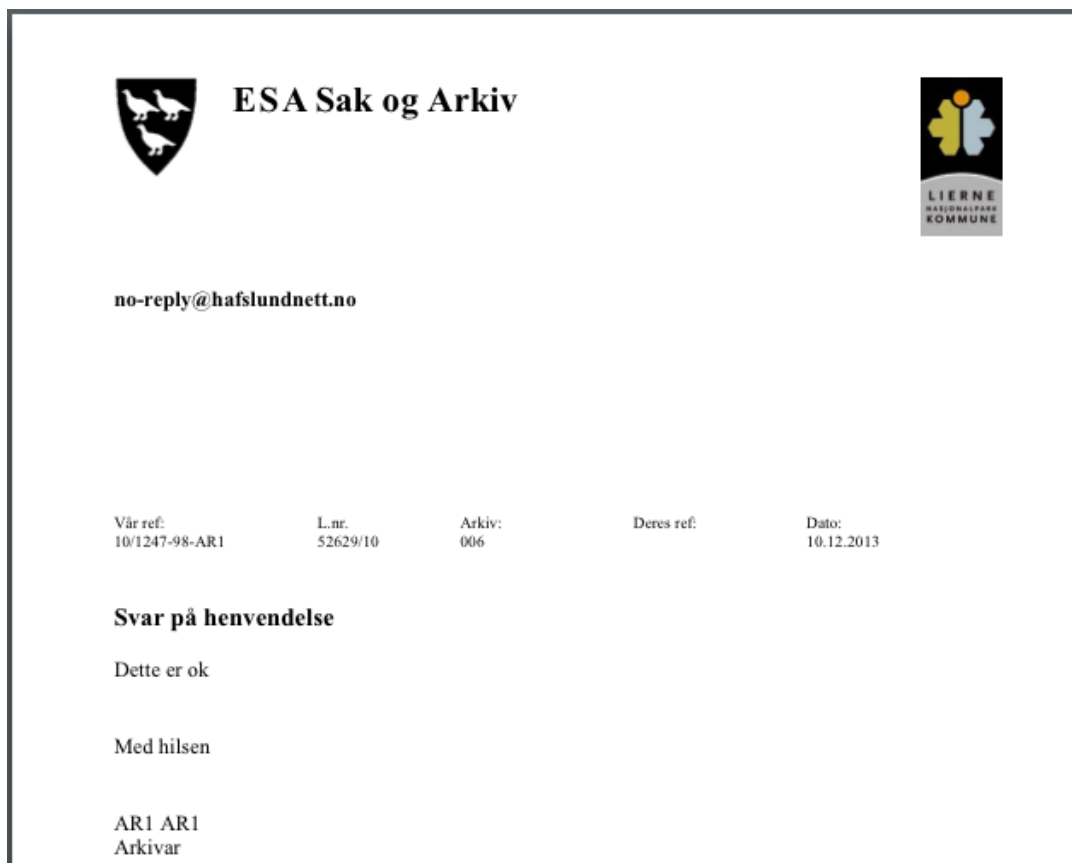 ESA Sak og Arkiv
LIERNE
NASJONALPARK
KOMMUNE
no-reply@hafslundnett.no
Vår ref: L.nr. Arkiv: Deres ref: Dato:
10/1247-98-AR1 52629/10 006 10.12.2013
Svar på henvendelse
Dette er ok
Med hilsen
AR1 AR1
Arkivar